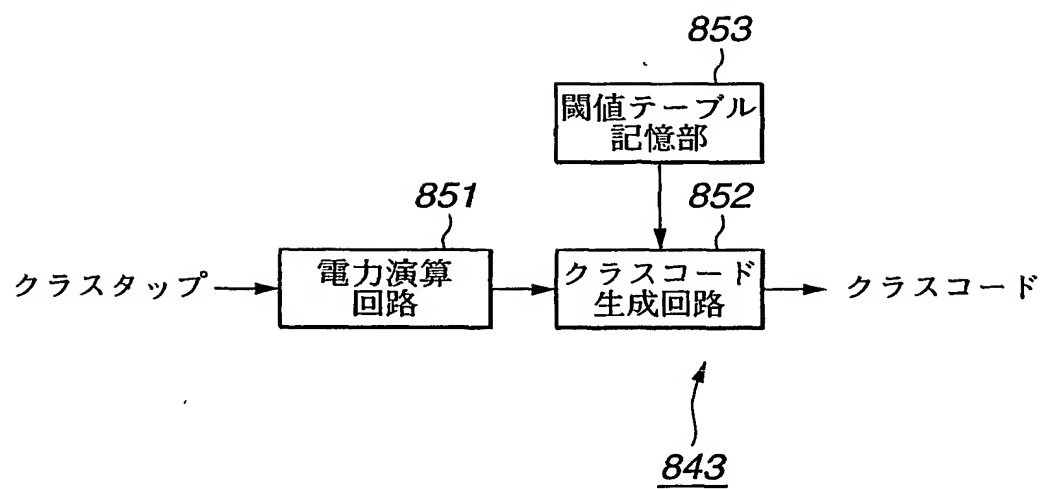 853
閾値テーブル
記憶部
851
852
クラスタップ
電力演算
回路
クラスコード
生成回路
クラスコード
843